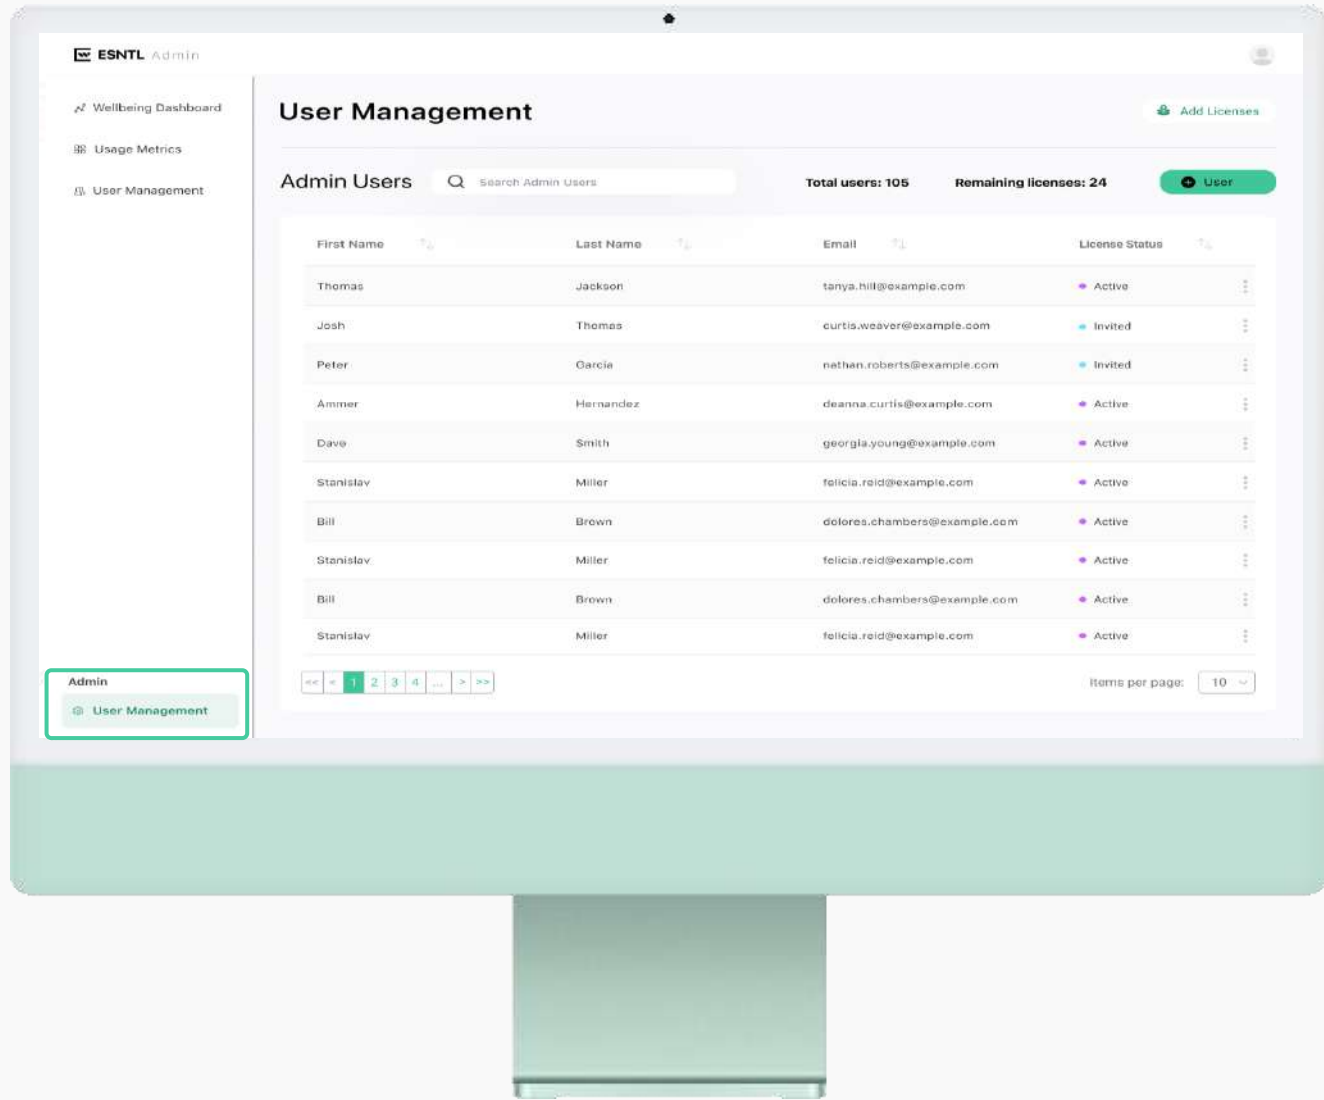 ESNTL Admin
Wellbeing Dashboard
Usage Metrics
User Management
User Management
Add Licenses
Admin Users
Search Admin Users
Total users: 105
Remaining licenses: 24
User
First Name Last Name Email License Status
Thomas Jackson tanya.hill@example.com Active
Josh Thomas curtis.weaver@example.com Invited
Peter Garcia nathan.roberts@example.com Invited
Ammer Hernandez deanna.curtis@example.com Active
Dave Smith georgia.young@example.com Active
Stanislav Miller felicia.reid@example.com Active
Bill Brown dolores.chambers@example.com Active
Stanislav Miller felicia.reid@example.com Active
Bill Brown dolores.chambers@example.com Active
Stanislav Miller felicia.reid@example.com Active
<< < 1 2 3 4 ... > >>
Items per page: 10
Admin
User Management